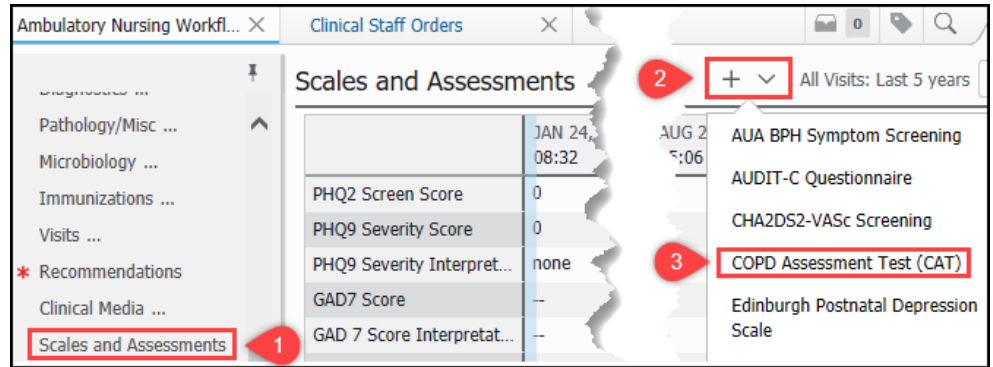 Ambulatory Nursing Workfl...
Clinical Staff Orders
0
Pathology/Misc ...
Microbiology ...
Immunizations ...
Visits ...
* Recommendations
Clinical Media ...
Scales and Assessments
1
Scales and Assessments
JAN 24,
08:32
PHQ2 Screen Score 0
PHQ9 Severity Score 0
PHQ9 Severity Interpret... none
GAD7 Score --
GAD 7 Score Interpretat... --
2
+
All Visits: Last 5 years
AUG 2
:06
AUA BPH Symptom Screening
AUDIT-C Questionnaire
CHA2DS2-VASc Screening
3
COPD Assessment Test (CAT)
Edinburgh Postnatal Depression
Scale